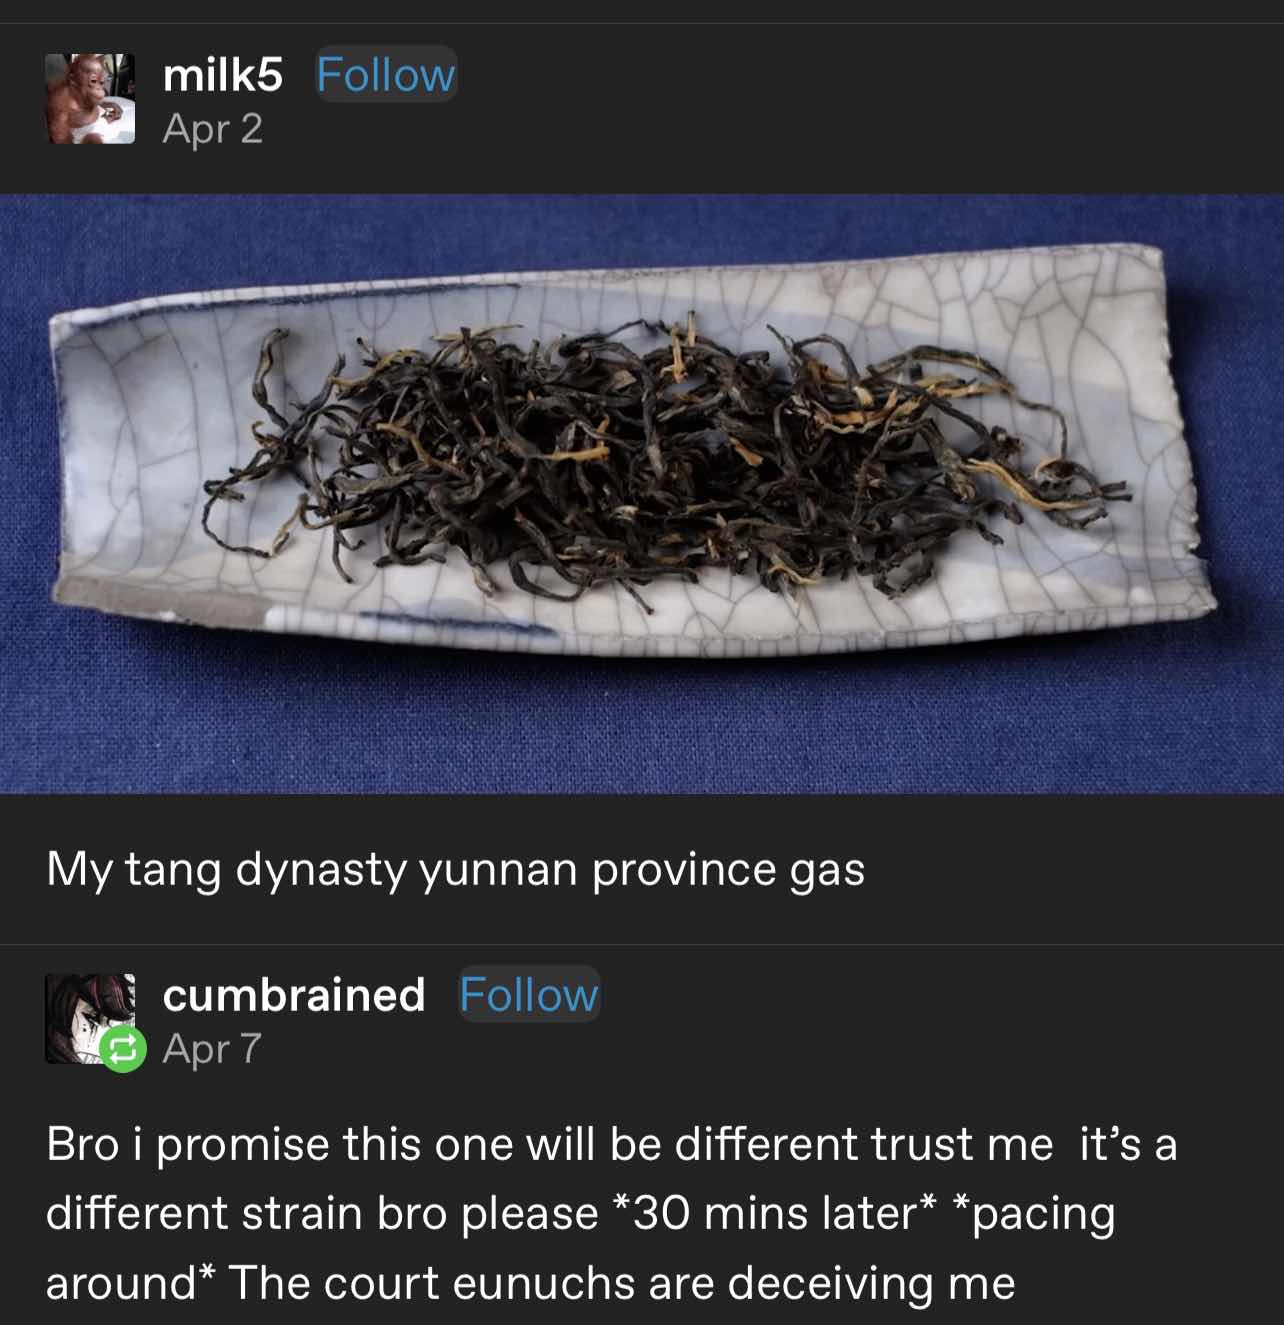 milk5 Follow
Apr 2
My tang dynasty yunnan province gas
cumbrained Follow
Apr 7
Bro i promise this one will be different trust me  it’s a
different strain bro please *30 mins later* *pacing
around* The court eunuchs are deceiving me